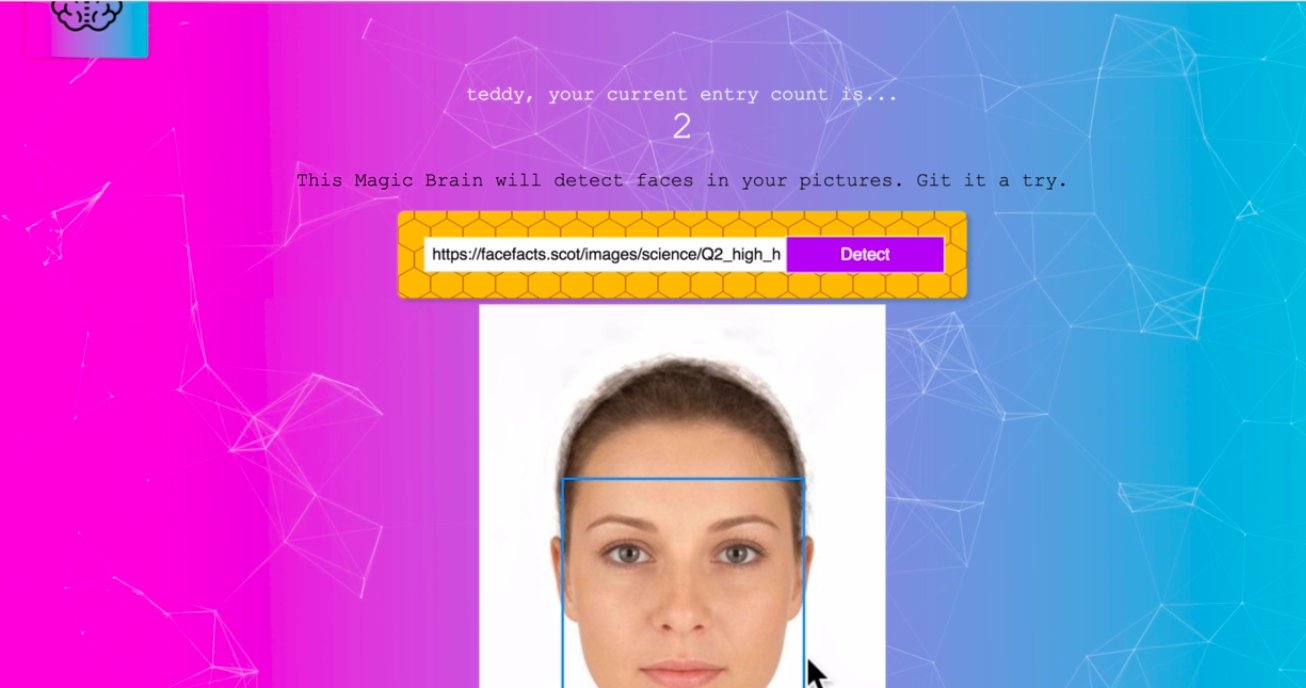 teddy, your current entry count is...
2
This Magic Brain will detect faces in your pictures. Git it a try.
https://facefacts.scot/images/science/Q2_high_h
Detect